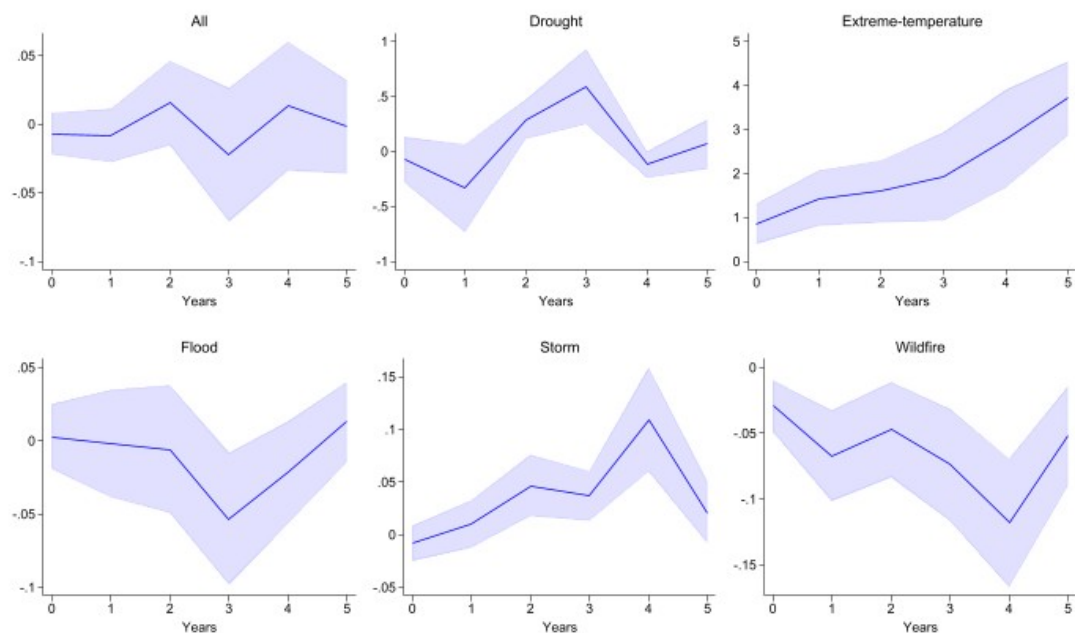 All
.05
0
-.05
-.1
0 1 2 3 4 5
Years
Drought
1
.5
0
-.5
-1
0 1 2 3 4 5
Years
Extreme-temperature
5
4
3
2
1
0
0 1 2 3 4 5
Years
Flood
.05
0
-.05
-.1
0 1 2 3 4 5
Years
Storm
.15
.1
.05
0
-.05
0 1 2 3 4 5
Years
Wildfire
0
-.05
-.1
-.15
0 1 2 3 4 5
Years